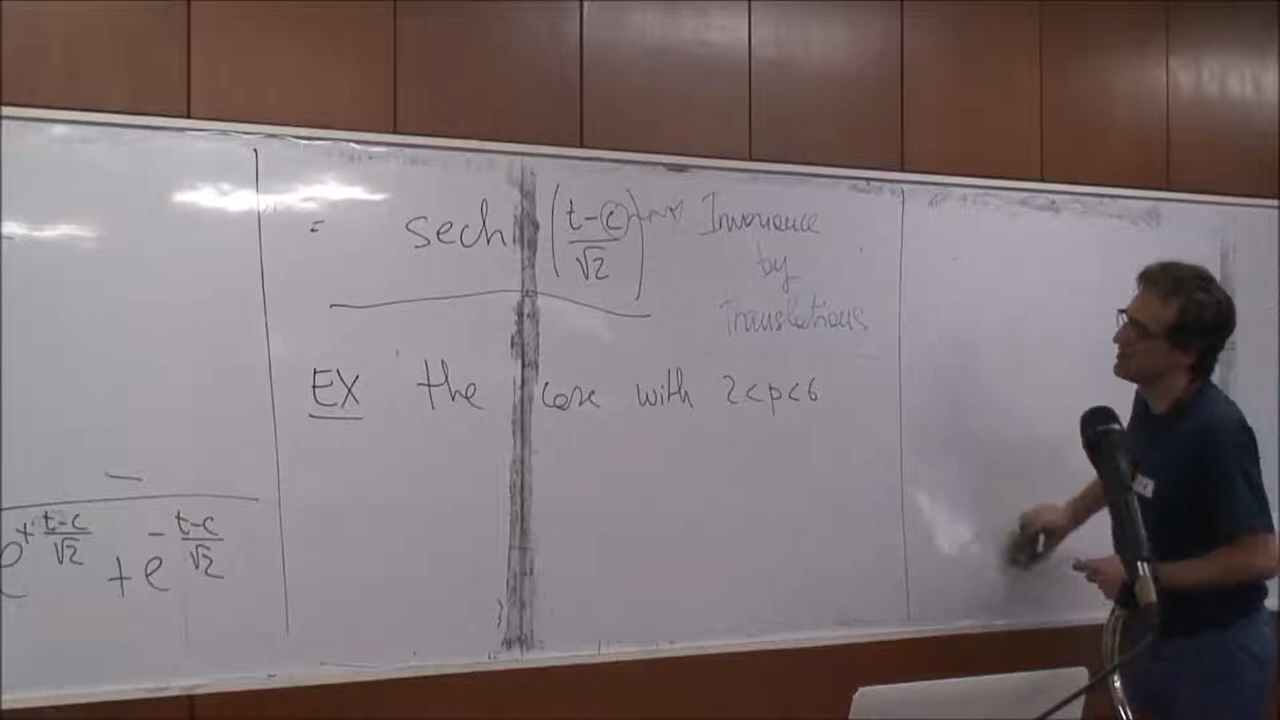 = sech ( (t-c)/√2 ) Invariance
by
Translations
EX the case with 2<p<6
e^{+(t-c)/√2} + e^{-(t-c)/√2}